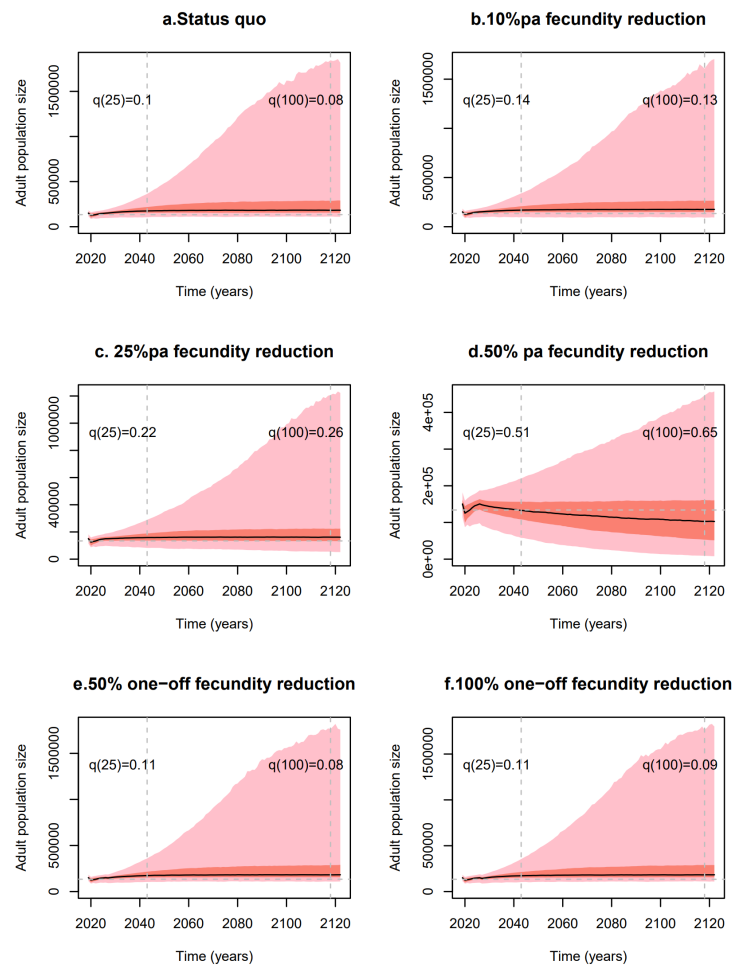 a.Status quo
Adult population size
1500000
500000
0
q(25)=0.1
q(100)=0.08
2020 2040 2060 2080 2100 2120
Time (years)
b.10%pa fecundity reduction
Adult population size
1500000
500000
0
q(25)=0.14
q(100)=0.13
2020 2040 2060 2080 2100 2120
Time (years)
c. 25%pa fecundity reduction
Adult population size
1000000
400000
0
q(25)=0.22
q(100)=0.26
2020 2040 2060 2080 2100 2120
Time (years)
d.50% pa fecundity reduction
Adult population size
4e+05
2e+05
0e+00
q(25)=0.51
q(100)=0.65
2020 2040 2060 2080 2100 2120
Time (years)
e.50% one−off fecundity reduction
Adult population size
1500000
500000
0
q(25)=0.11
q(100)=0.08
2020 2040 2060 2080 2100 2120
Time (years)
f.100% one−off fecundity reduction
Adult population size
1500000
500000
0
q(25)=0.11
q(100)=0.09
2020 2040 2060 2080 2100 2120
Time (years)